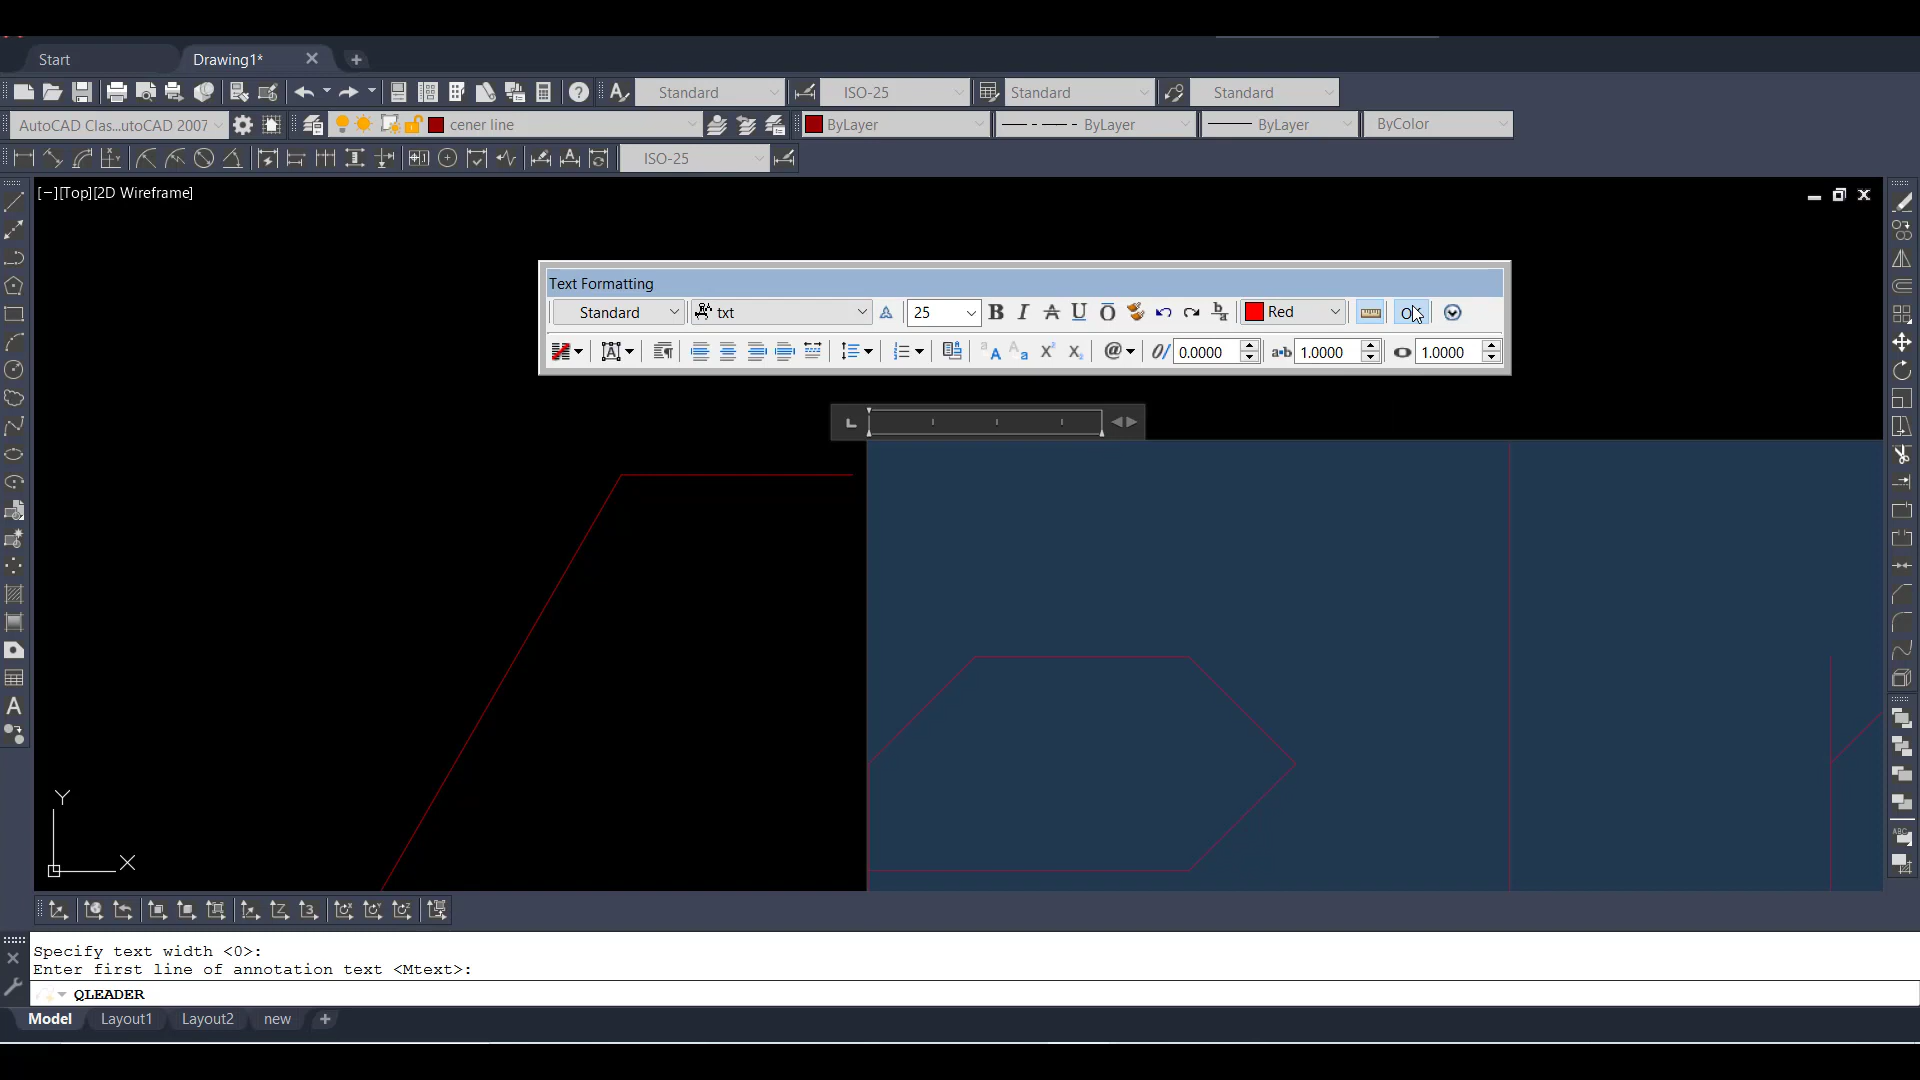 Start
Drawing1*
Standard
ISO-25
Standard
Standard
AutoCAD Clas...utoCAD 2007
cener line
ByLayer
ByLayer
ByLayer
ByColor
ISO-25
[−][Top][2D Wireframe]
Text Formatting
Standard
txt
25
B
I
A
U
O
Red
@
0/
0.0000
a•b
1.0000
1.0000
Y
X
Specify text width <0>:
Enter first line of annotation text <Mtext>:
QLEADER
Model
Layout1
Layout2
new